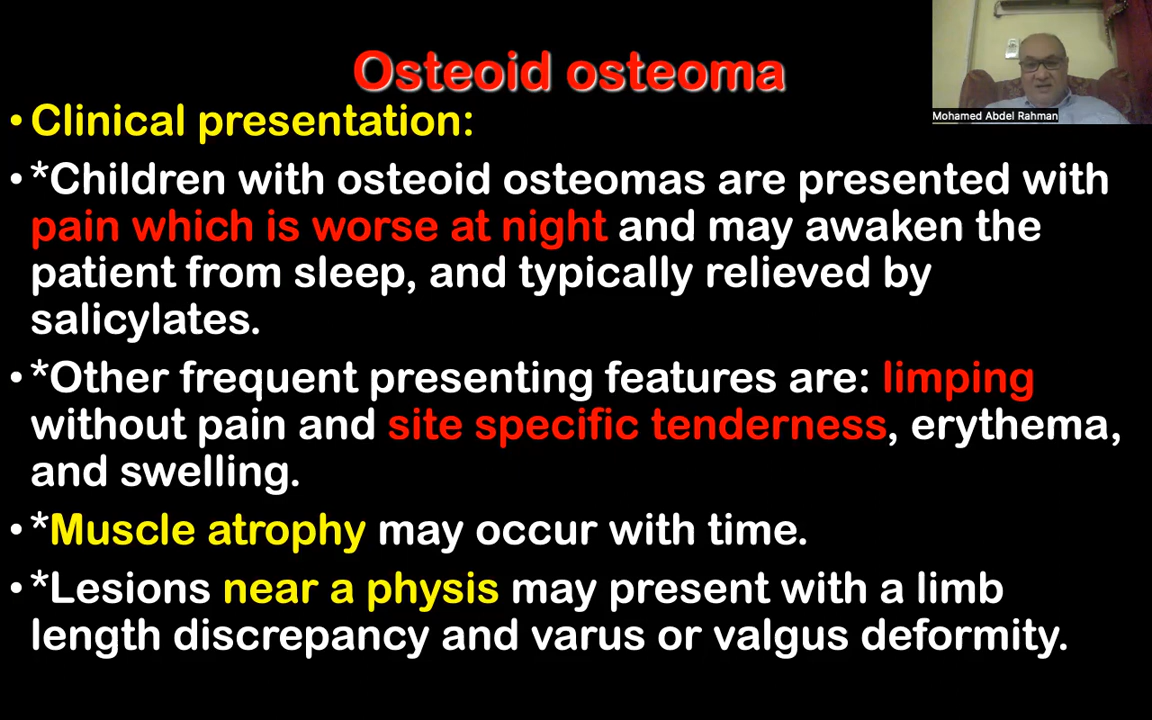 Osteoid osteoma
Mohamed Abdel Rahman
• Clinical presentation:
• *Children with osteoid osteomas are presented with
pain which is worse at night and may awaken the
patient from sleep, and typically relieved by
salicylates.
• *Other frequent presenting features are: limping
without pain and site specific tenderness, erythema,
and swelling.
• *Muscle atrophy may occur with time.
• *Lesions near a physis may present with a limb
length discrepancy and varus or valgus deformity.